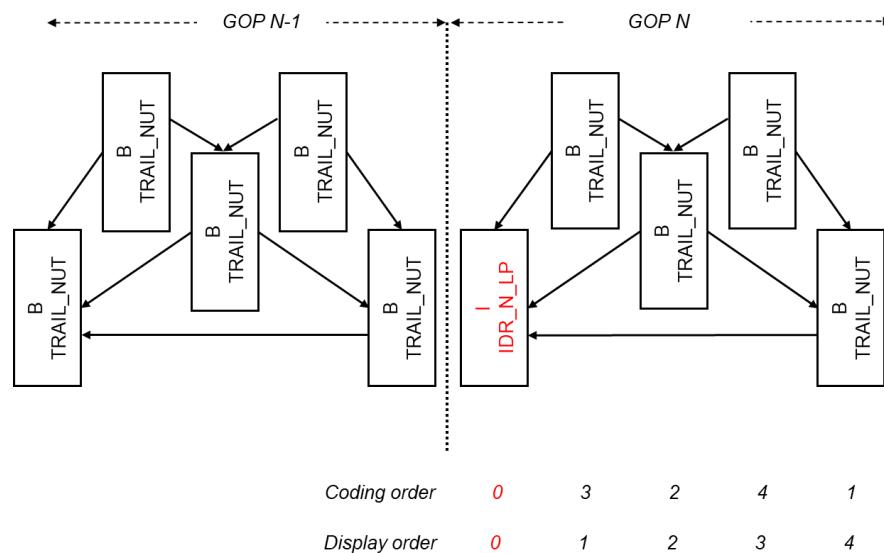 GOP N-1
GOP N
B
TRAIL_NUT
B
TRAIL_NUT
B
TRAIL_NUT
B
TRAIL_NUT
B
TRAIL_NUT
I
IDR_N_LP
B
TRAIL_NUT
B
TRAIL_NUT
B
TRAIL_NUT
B
TRAIL_NUT
Coding order 0 3 2 4 1
Display order 0 1 2 3 4